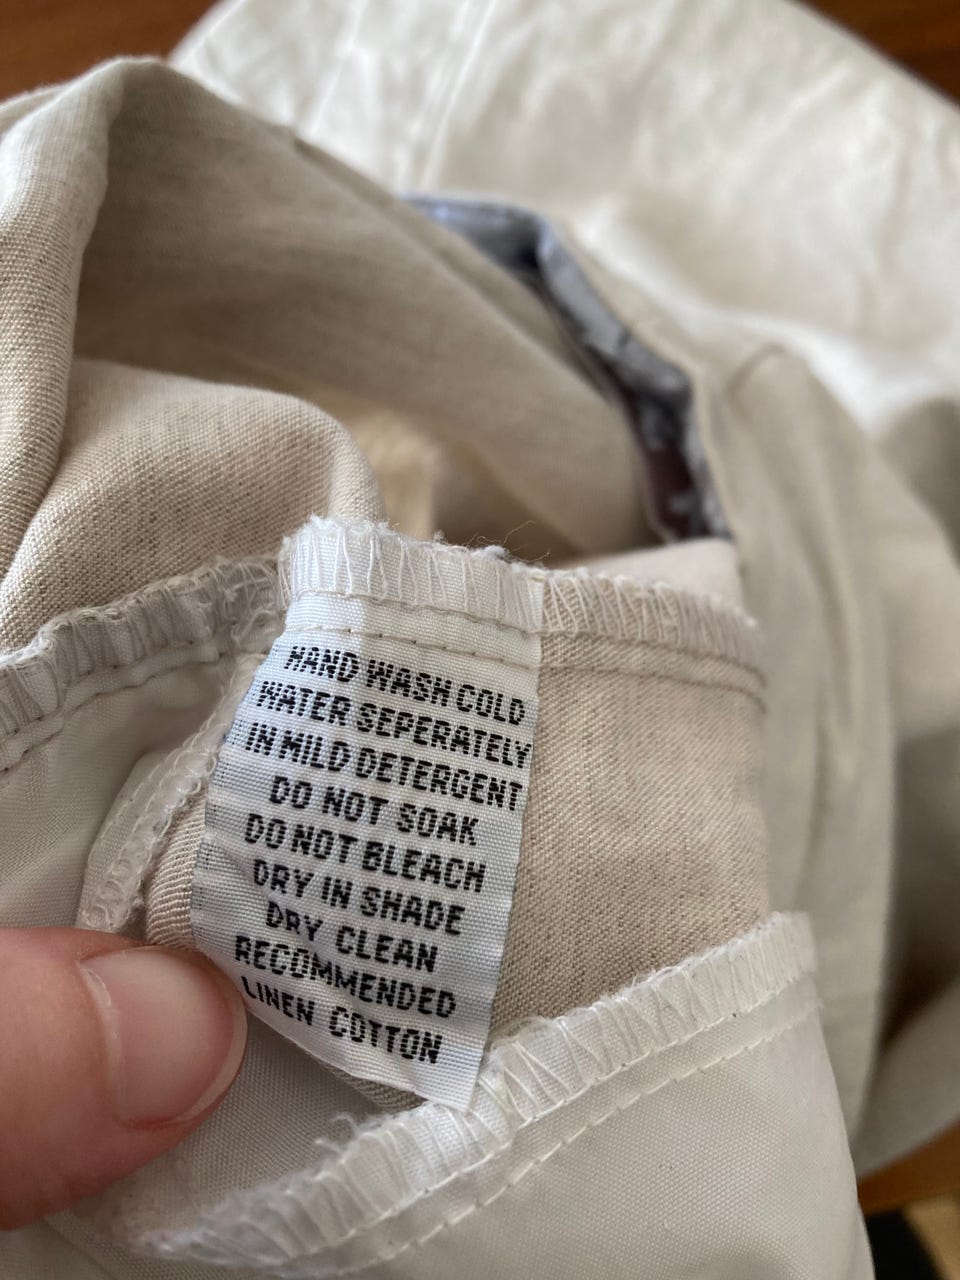 HAND WASH COLD
WATER SEPERATELY
IN MILD DETERGENT
DO NOT SOAK
DO NOT BLEACH
DRY IN SHADE
DRY CLEAN
RECOMMENDED
LINEN COTTON